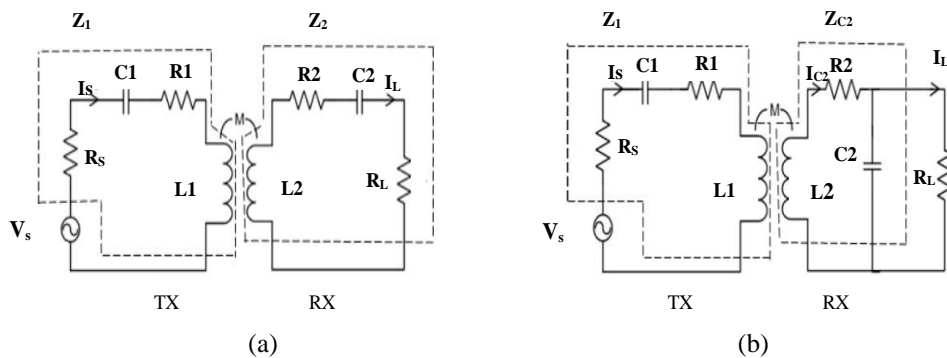 Z1 Z2
C1 R1 R2 C2
Is IL
M
RS L1 L2 RL
Vs
TX RX
(a)
Z1 ZC2
C1 R1 R2 IL
Is IC2
M
RS C2
L1 L2 RL
Vs
TX RX
(b)